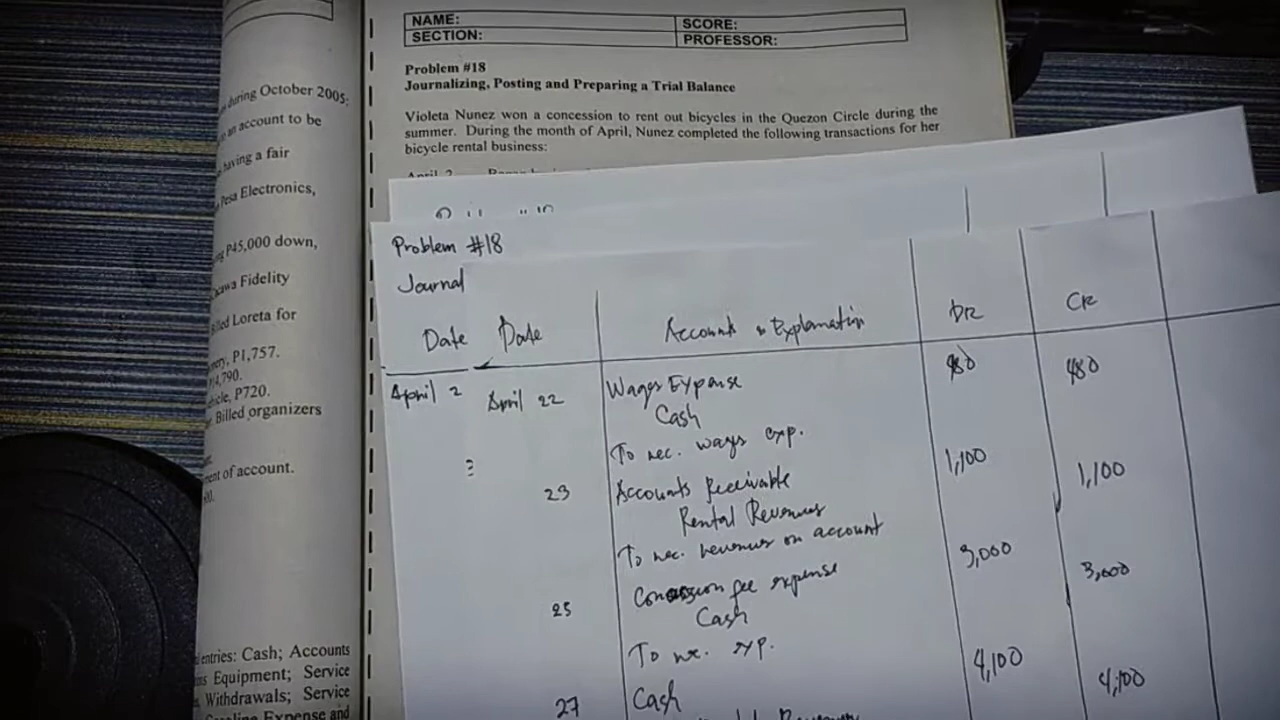 NAME:
SCORE:
SECTION:
PROFESSOR:
Problem #18
Journalizing, Posting and Preparing a Trial Balance
Violeta Nunez won a concession to rent out bicycles in the Quezon Circle during the
summer. During the month of April, Nunez completed the following transactions for her
bicycle rental business:
during October 2005:
an account to be
having a fair
Pesa Electronics,
P45,000 down,
Fidelity
Billed Loreta for
P1,757.
P720.
Billed organizers
ment of account.
entries: Cash; Accounts
Equipment; Service
Withdrawals; Service
Expense and
Problem #18
Journal
Date Date Accounts & Explanation DR CR
April 2 April 22 Wages Expense 480 480
Cash
To rec. wages exp.
23 Accounts Receivable 1,100 1,100
Rental Revenues
To rec. revenues on account
25 Concession fee expense 3,000 3,000
Cash
To rec. exp.
27 Cash 4,100 4,100